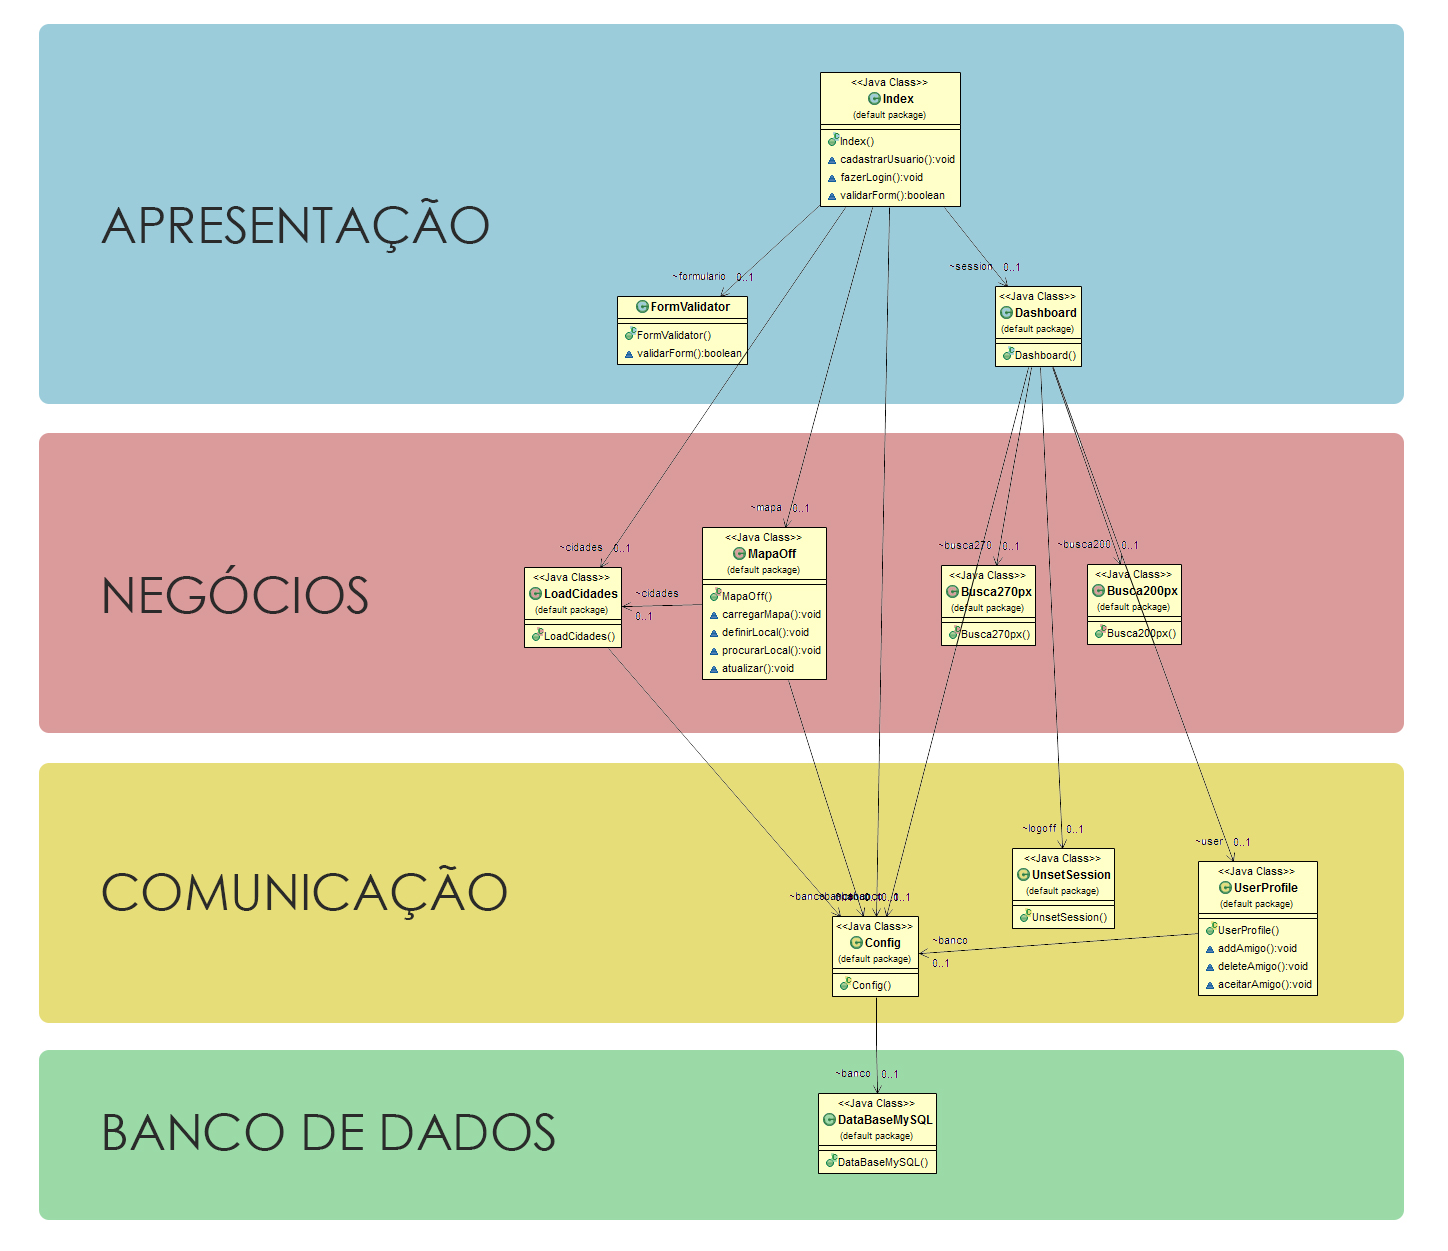 APRESENTAÇÃO
<<Java Class>>
Index
(default package)
Index()
cadastrarUsuario():void
fazerLogin():void
validarForm():boolean
~formulario 0..1
~session 0..1
FormValidator
FormValidator()
validarForm():boolean
<<Java Class>>
Dashboard
(default package)
Dashboard()
NEGÓCIOS
~cidades 0..1
<<Java Class>>
LoadCidades
(default package)
LoadCidades()
~cidades
0..1
~mapa 0..1
<<Java Class>>
MapaOff
(default package)
MapaOff()
carregarMapa():void
definirLocal():void
procurarLocal():void
atualizar():void
~busca270 0..1
<<Java Class>>
Busca270px
(default package)
Busca270px()
~busca200 0..1
<<Java Class>>
Busca200px
(default package)
Busca200px()
COMUNICAÇÃO
~banco
0..1
<<Java Class>>
Config
(default package)
Config()
~logoff 0..1
<<Java Class>>
UnsetSession
(default package)
UnsetSession()
~banco
0..1
~user 0..1
<<Java Class>>
UserProfile
(default package)
UserProfile()
addAmigo():void
deleteAmigo():void
aceitarAmigo():void
BANCO DE DADOS
~banco 0..1
<<Java Class>>
DataBaseMySQL
(default package)
DataBaseMySQL()